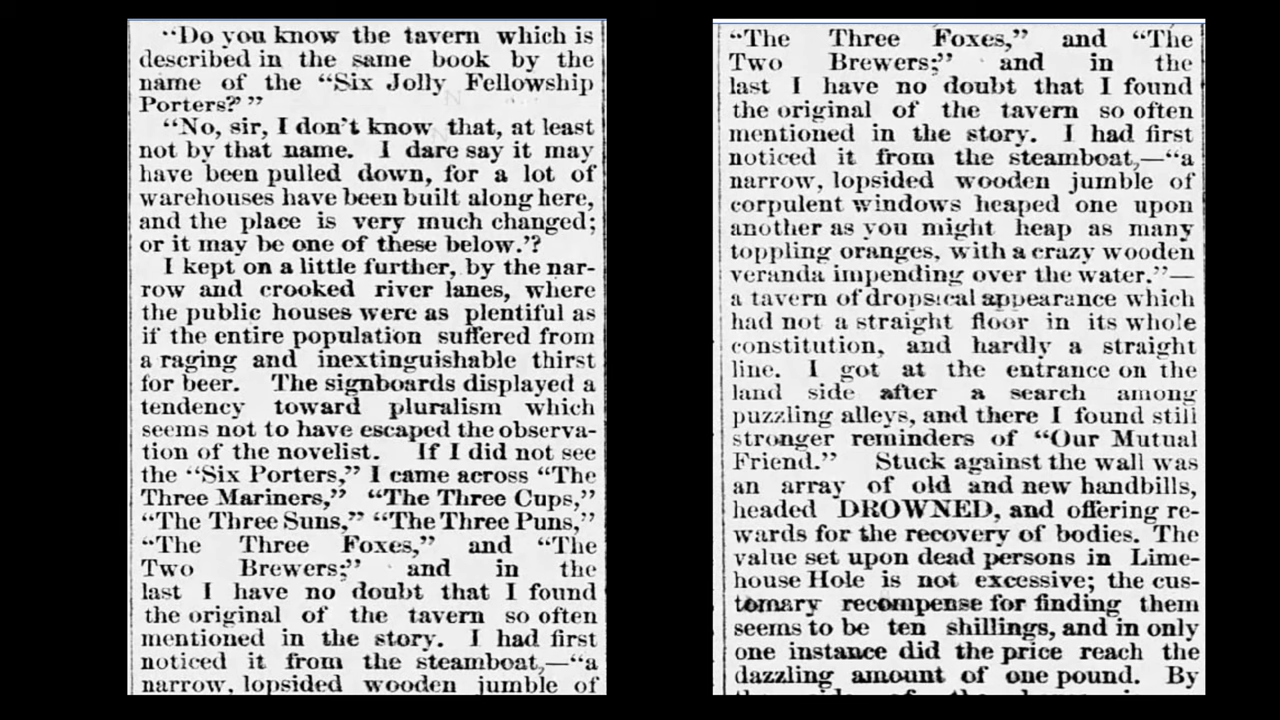 “Do you know the tavern which is
described in the same book by the
name of the “Six Jolly Fellowship
Porters?”
“No, sir, I don’t know that, at least
not by that name. I dare say it may
have been pulled down, for a lot of
warehouses have been built along here,
and the place is very much changed;
or it may be one of these below.’?
I kept on a little further, by the nar-
row and crooked river lanes, where
the public houses were as plentiful as
if the entire population suffered from
a raging and inextinguishable thirst
for beer. The signboards displayed a
tendency toward pluralism which
seems not to have escaped the observa-
tion of the novelist. If I did not see
the “Six Porters,” I came across “The
Three Mariners,” “The Three Cups,”
“The Three Suns,” “The Three Puns,”
“The Three Foxes,” and “The
Two Brewers;” and in the
last I have no doubt that I found
the original of the tavern so often
mentioned in the story. I had first
noticed it from the steamboat,—“a
narrow, lopsided wooden jumble of
“The Three Foxes,” and “The
Two Brewers;” and in the
last I have no doubt that I found
the original of the tavern so often
mentioned in the story. I had first
noticed it from the steamboat,—“a
narrow, lopsided wooden jumble of
corpulent windows heaped one upon
another as you might heap as many
toppling oranges, with a crazy wooden
veranda impending over the water.”—
a tavern of dropsical appearance which
had not a straight floor in its whole
constitution, and hardly a straight
line. I got at the entrance on the
land side after a search among
puzzling alleys, and there I found still
stronger reminders of “Our Mutual
Friend.” Stuck against the wall was
an array of old and new handbills,
headed DROWNED, and offering re-
wards for the recovery of bodies. The
value set upon dead persons in Lime-
house Hole is not excessive; the cus-
tomary recompense for finding them
seems to be ten shillings, and in only
one instance did the price reach the
dazzling amount of one pound. By